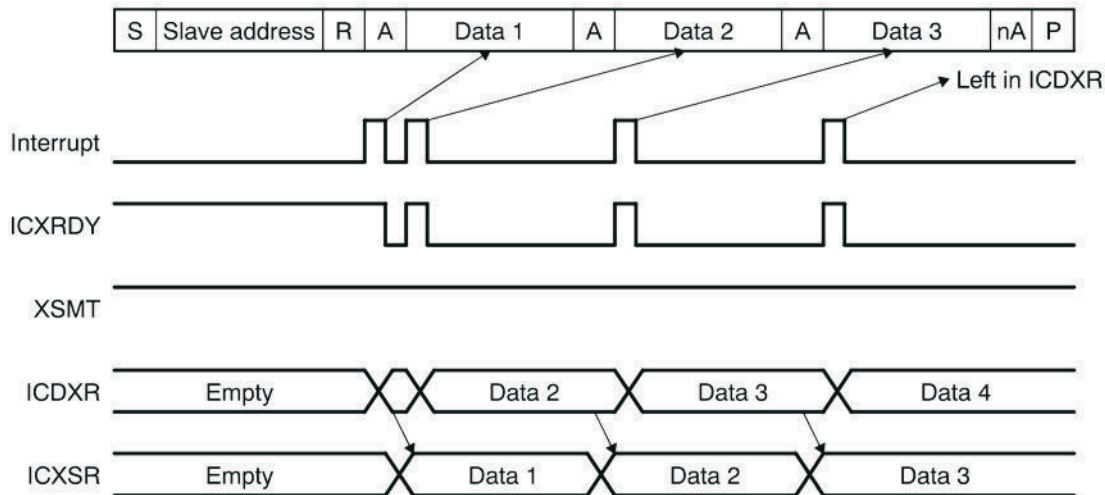 S Slave address R A Data 1 A Data 2 A Data 3 nA P
Left in ICDXR
Interrupt
ICXRDY
XSMT
ICDXR Empty Data 2 Data 3 Data 4
ICXSR Empty Data 1 Data 2 Data 3